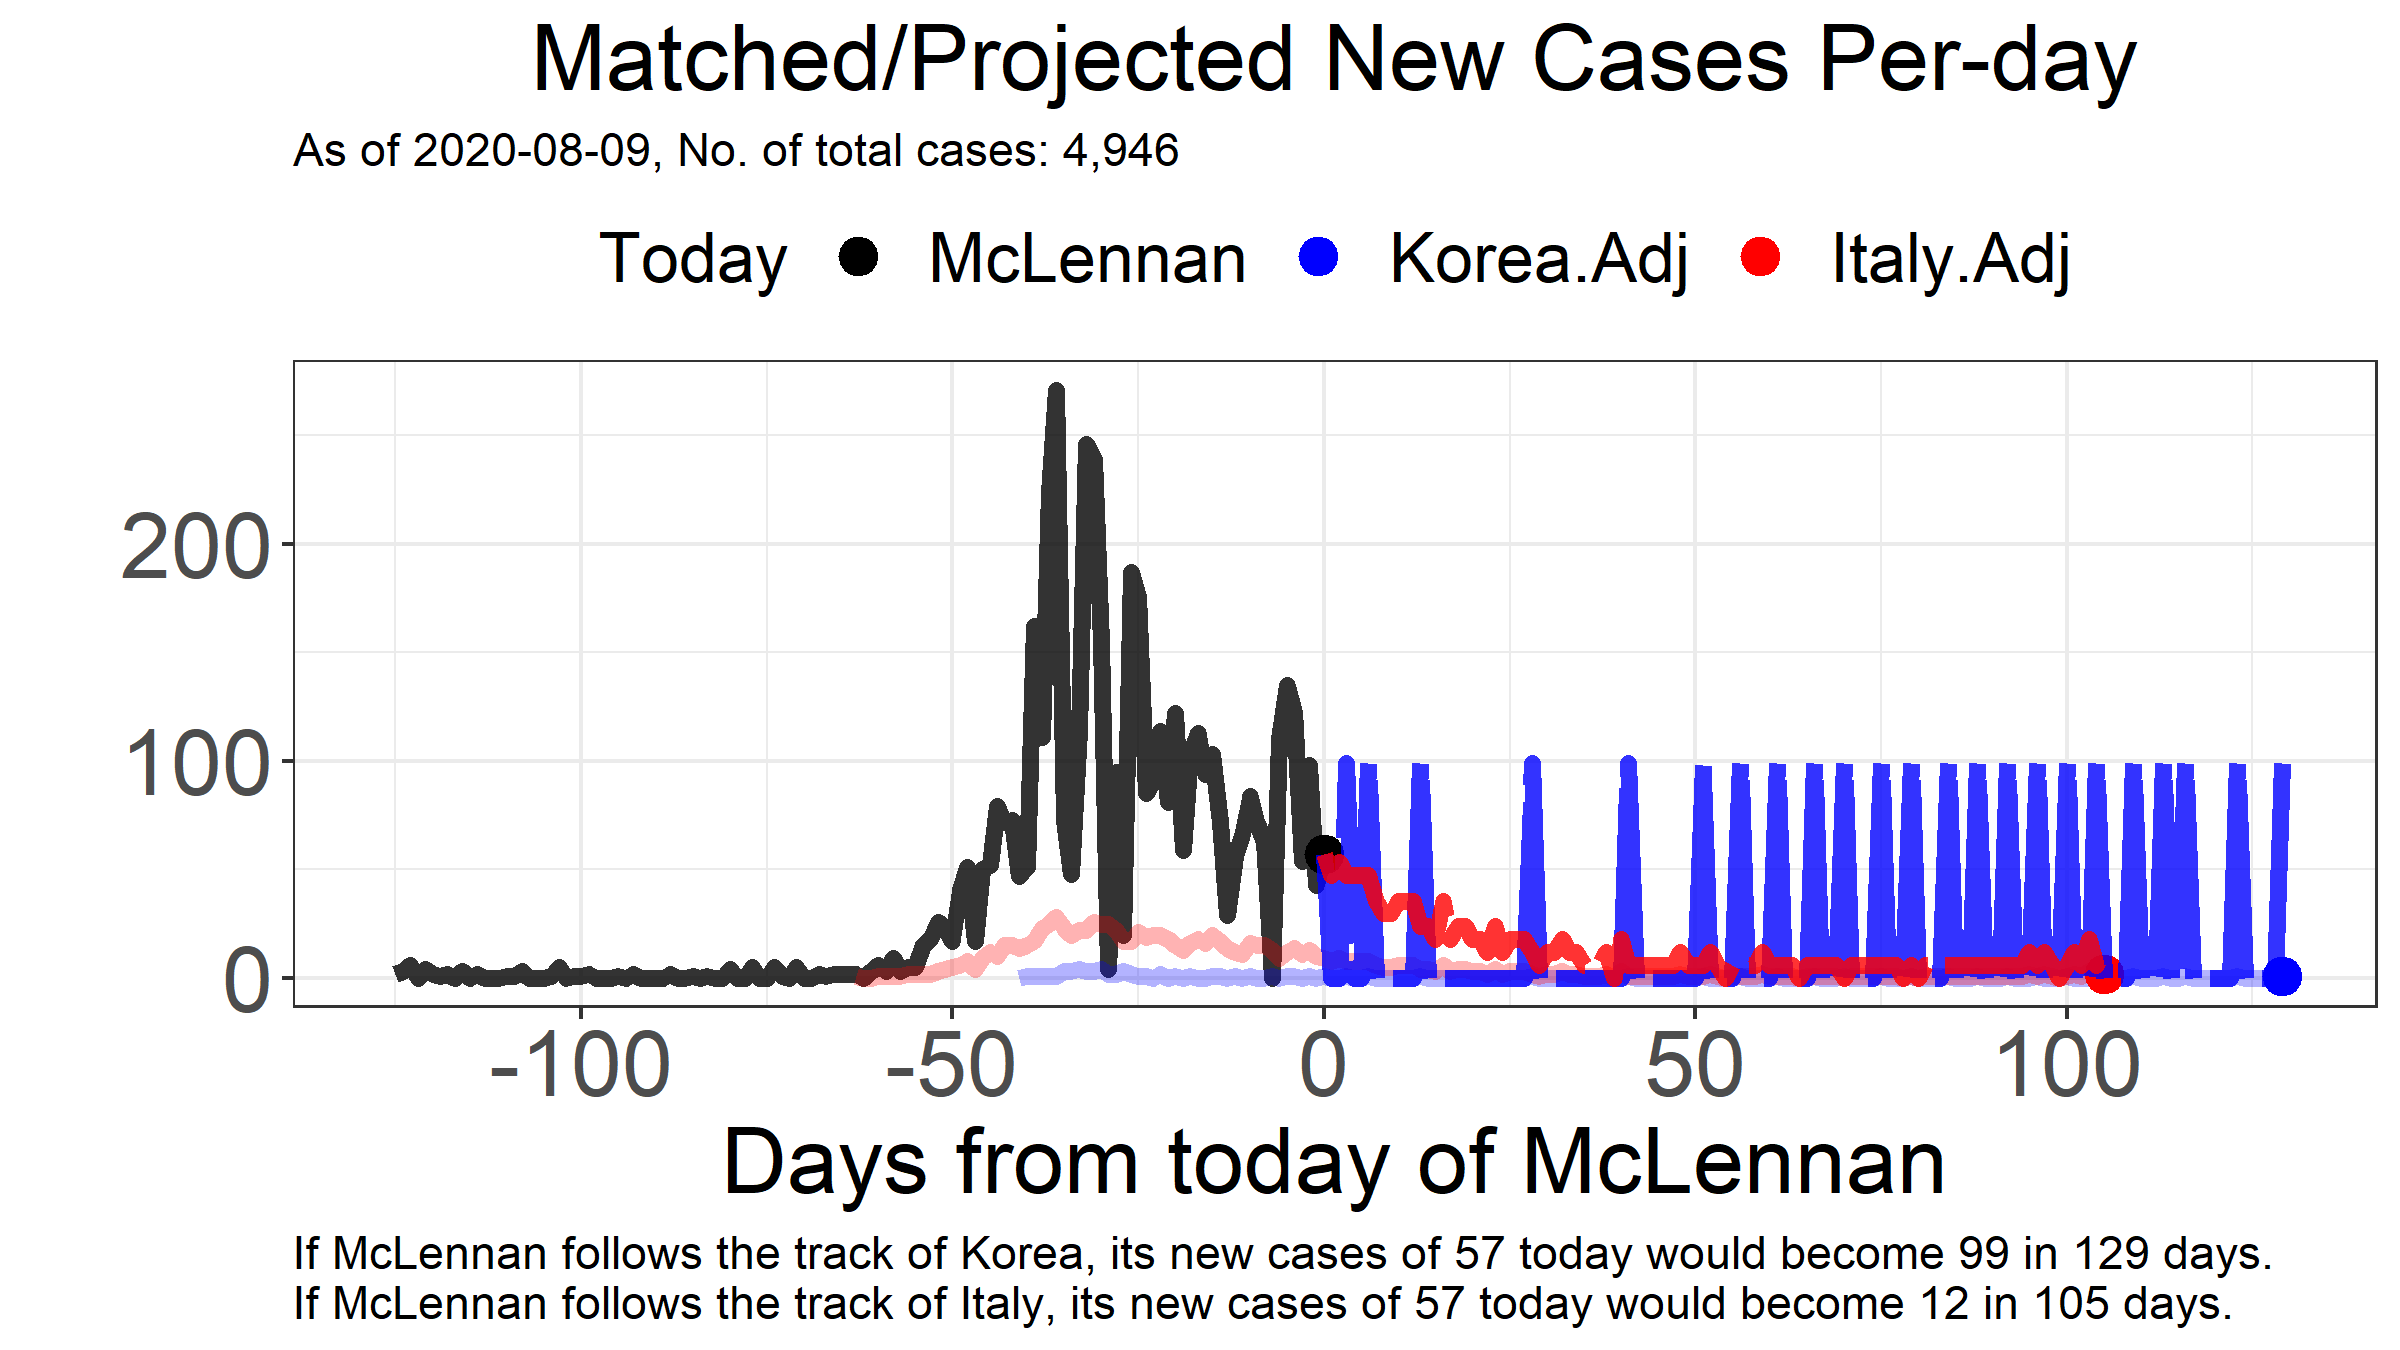 Matched/Projected New Cases Per-day
As of 2020-08-09, No. of total cases: 4,946
Today McLennan Korea.Adj Italy.Adj
200
100
0
-100 -50 0 50 100
Days from today of McLennan
If McLennan follows the track of Korea, its new cases of 57 today would become 99 in 129 days.
If McLennan follows the track of Italy, its new cases of 57 today would become 12 in 105 days.